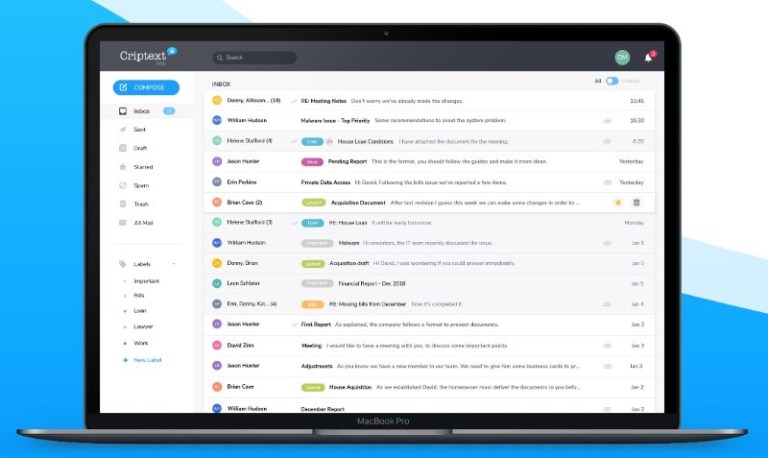 Criptext
beta
Search
DM
COMPOSE
INBOX
All
Inbox
Donny, Allison... (19) RE: Meeting Notes Don't worry we've already made the changes. 11:45
Sent
William Hudson Malware Issue - Top Priority Some recommendations to avoid the system problem. 10:30
Draft
Helene Stafford (4) Loan House Loan Conditions I have attached the document for the meeting. 8:20
Starred
Jason Hunter Work Pending Report This is the format, you should follow the guides and make it more clean. Yesterday
Spam
Erin Perkins Private Data Access Hi David. Following the bills issue we've reported a few items. Yesterday
Trash
Brian Cave (2) Lawyer Acquisition Document After last revision I guess this week we can make some changes in order to ...
All Mail
Helene Stafford (3) Loan RE: House Loan It will be ready tomorrow. Monday
William Hudson Important Malware Hi coworkers, the IT team recently document the issue. Jan 5
Labels
Donny, Brian Lawyer Acquisition draft Hi David, I was wondering if you could answer immediately. Jan 5
Important
Leon Schister Important Financial Report - Dec 2018 Jan 5
Bills
Erin, Donny, Kat... (4) Bills RE: Missing bills from December Now it's completed it. Jan 4
Loan
Jason Hunter First Report As explained, the company follows a format to present documents. Jan 3
Lawyer
David Zinn Meeting I would like to have a meeting with you, to discuss some important points. Jan 3
Work
Jason Hunter Adjustments As you know we have a new member in our team. We need to give him some business cards to pr... Jan 2
New Label
Brian Cave Lawyer House Aquisition As we established David, the homeowner must deliver the documents to you befo... Jan 2
William Hudson December Report Jan 2
MacBook Pro